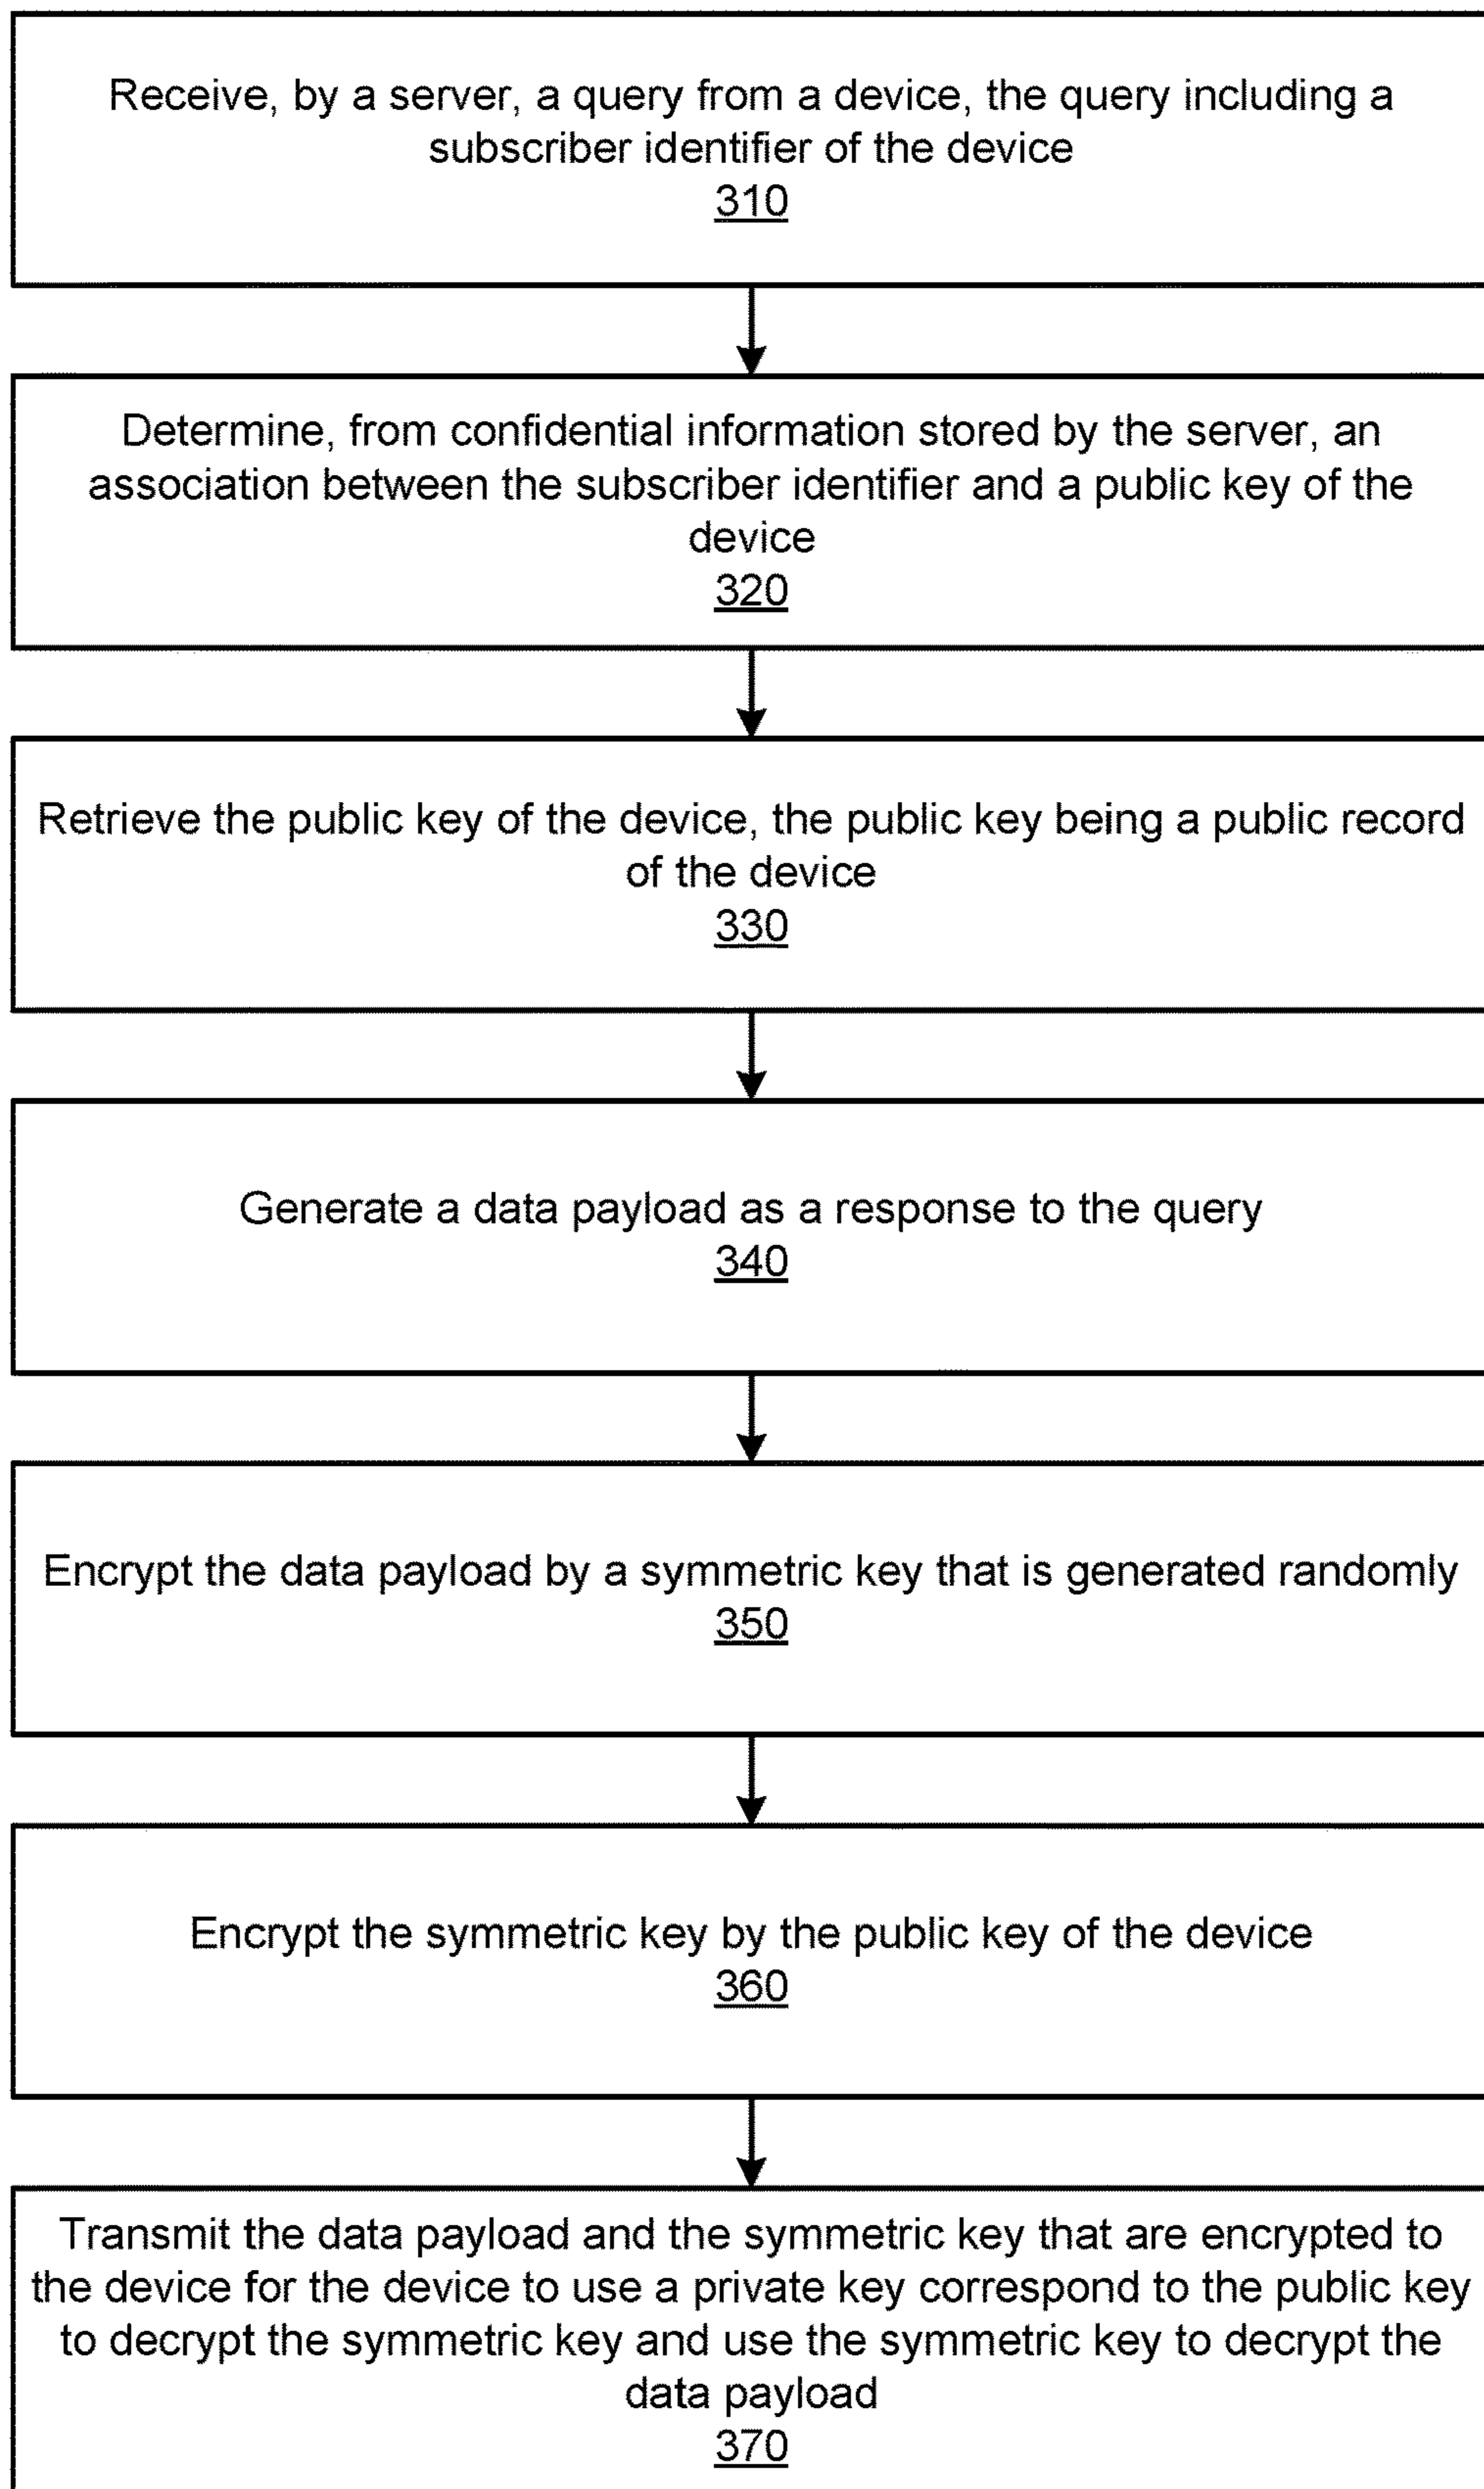 Receive, by a server, a query from a device, the query including a
subscriber identifier of the device
310
Determine, from confidential information stored by the server, an
association between the subscriber identifier and a public key of the
device
320
Retrieve the public key of the device, the public key being a public record
of the device
330
Generate a data payload as a response to the query
340
Encrypt the data payload by a symmetric key that is generated randomly
350
Encrypt the symmetric key by the public key of the device
360
Transmit the data payload and the symmetric key that are encrypted to
the device for the device to use a private key correspond to the public key
to decrypt the symmetric key and use the symmetric key to decrypt the
data payload
370